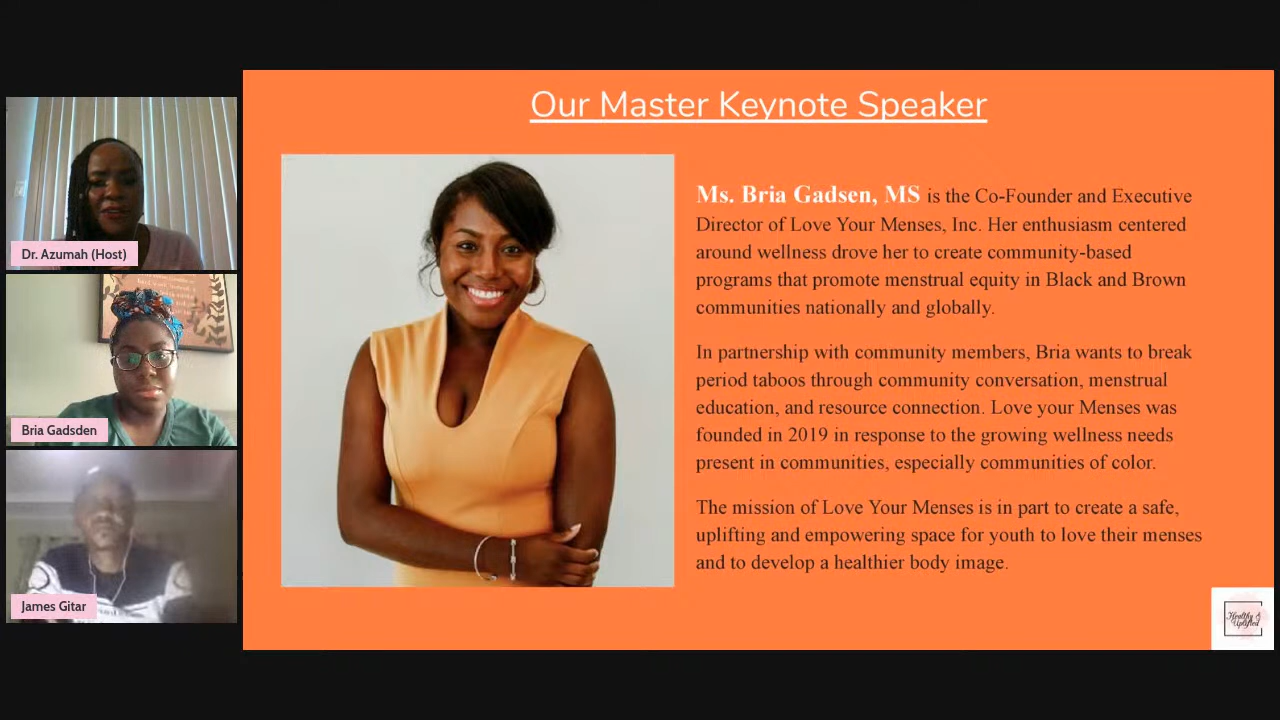 Our Master Keynote Speaker
Ms. Bria Gadsen, MS is the Co-Founder and Executive
Director of Love Your Menses, Inc. Her enthusiasm centered
around wellness drove her to create community-based
programs that promote menstrual equity in Black and Brown
communities nationally and globally.
In partnership with community members, Bria wants to break
period taboos through community conversation, menstrual
education, and resource connection. Love your Menses was
founded in 2019 in response to the growing wellness needs
present in communities, especially communities of color.
The mission of Love Your Menses is in part to create a safe,
uplifting and empowering space for youth to love their menses
and to develop a healthier body image.
Dr. Azumah (Host)
Bria Gadsden
James Gitar
Healthy &
Uplifted